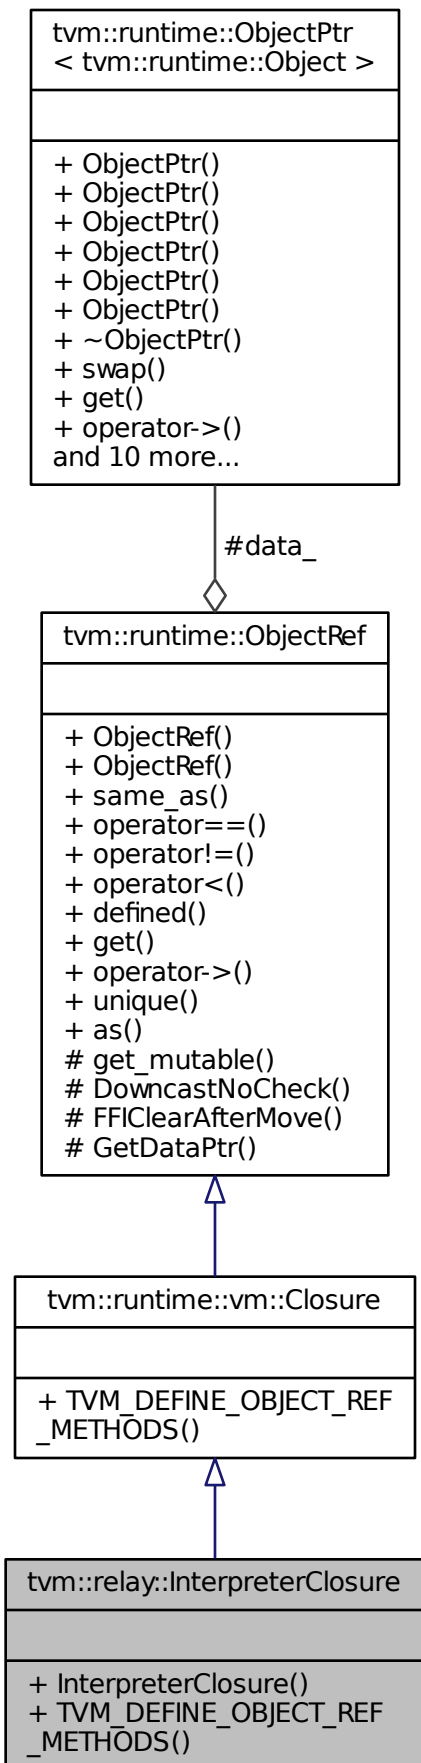 tvm::runtime::ObjectPtr
< tvm::runtime::Object >
+ ObjectPtr()
+ ObjectPtr()
+ ObjectPtr()
+ ObjectPtr()
+ ObjectPtr()
+ ObjectPtr()
+ ~ObjectPtr()
+ swap()
+ get()
+ operator->()
and 10 more...
#data_
tvm::runtime::ObjectRef
+ ObjectRef()
+ ObjectRef()
+ same_as()
+ operator==()
+ operator!=()
+ operator<()
+ defined()
+ get()
+ operator->()
+ unique()
+ as()
# get_mutable()
# DowncastNoCheck()
# FFIClearAfterMove()
# GetDataPtr()
tvm::runtime::vm::Closure
+ TVM_DEFINE_OBJECT_REF
_METHODS()
tvm::relay::InterpreterClosure
+ InterpreterClosure()
+ TVM_DEFINE_OBJECT_REF
_METHODS()